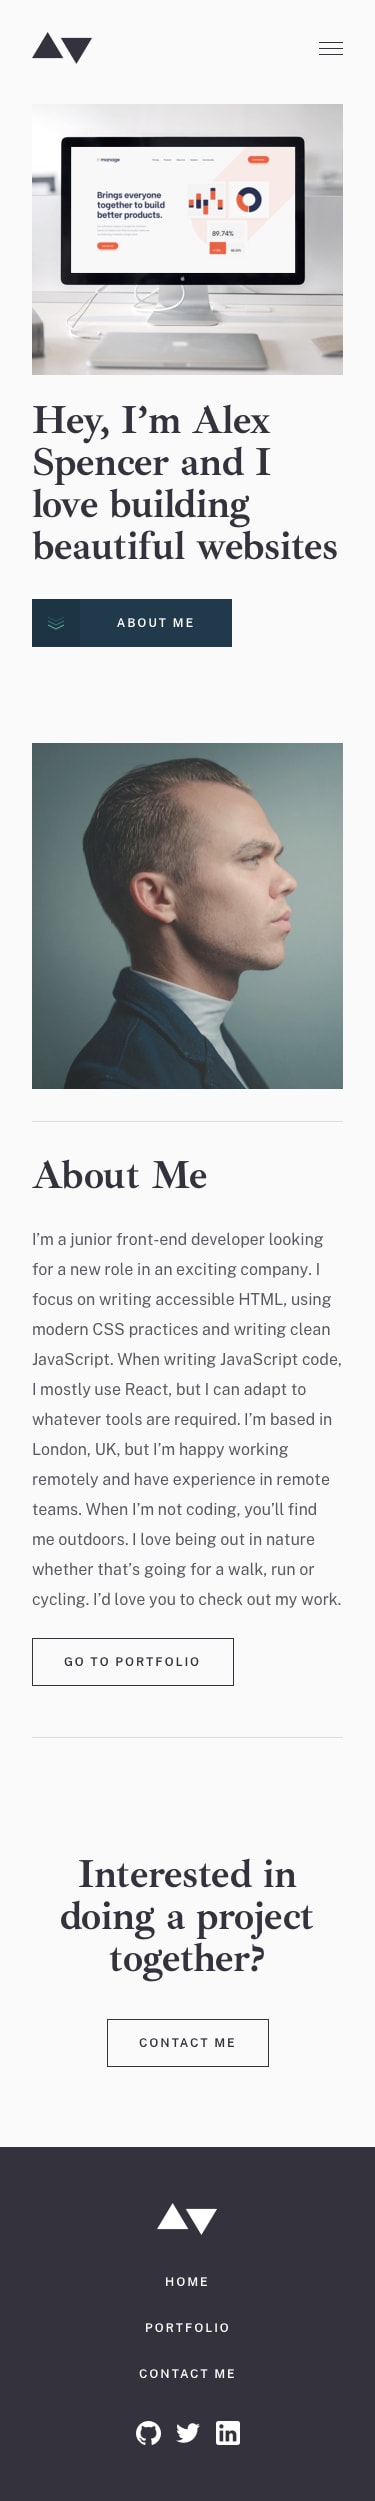 manage
Brings everyone
together to build
better products.
89.74%
Hey, I’m Alex
Spencer and I
love building
beautiful websites
ABOUT ME
About Me
I’m a junior front-end developer looking
for a new role in an exciting company. I
focus on writing accessible HTML, using
modern CSS practices and writing clean
JavaScript. When writing JavaScript code,
I mostly use React, but I can adapt to
whatever tools are required. I’m based in
London, UK, but I’m happy working
remotely and have experience in remote
teams. When I’m not coding, you’ll find
me outdoors. I love being out in nature
whether that’s going for a walk, run or
cycling. I’d love you to check out my work.
GO TO PORTFOLIO
Interested in
doing a project
together?
CONTACT ME
HOME
PORTFOLIO
CONTACT ME
in